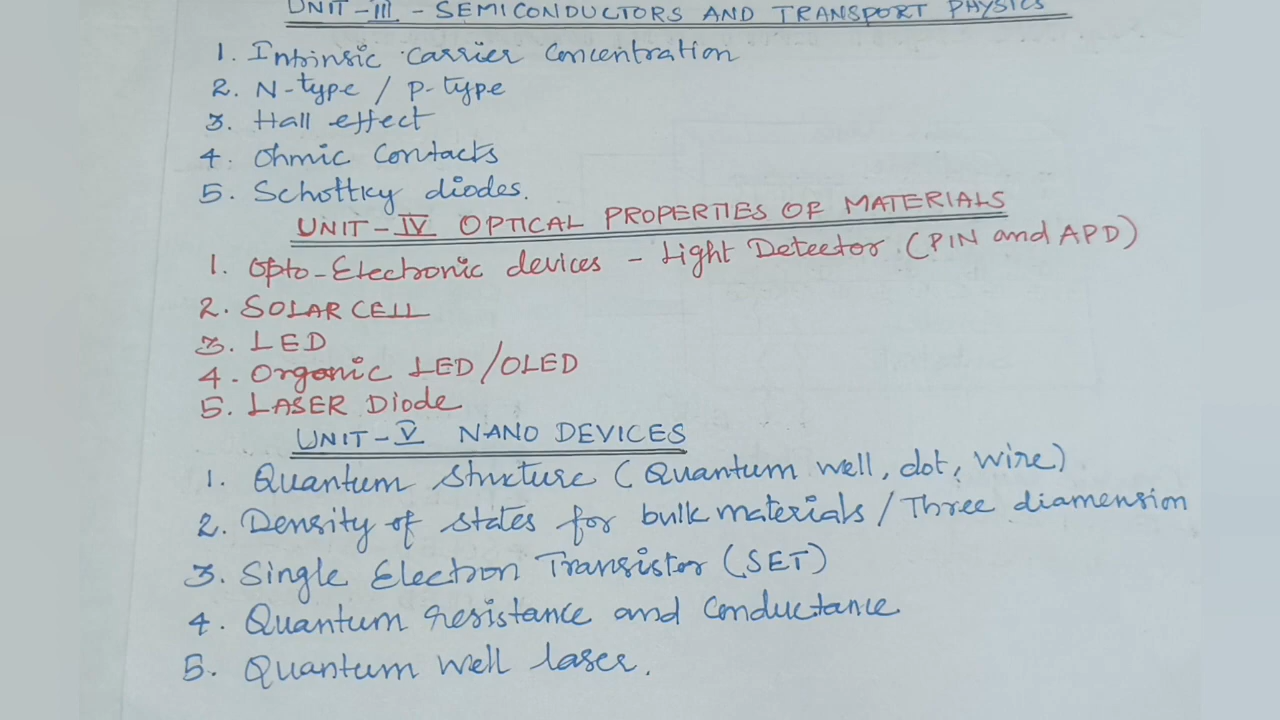 UNIT-III - SEMICONDUCTORS AND TRANSPORT PHYSICS
1. Intrinsic carrier concentration
2. N-type / P-type
3. Hall effect
4. Ohmic contacts
5. Schottky diodes.
UNIT-IV OPTICAL PROPERTIES OF MATERIALS
1. Opto-Electronic devices - Light Detector (PIN and APD)
2. SOLAR CELL
3. LED
4. Organic LED/OLED
5. LASER Diode
UNIT-V NANO DEVICES
1. Quantum structure (Quantum well, dot, wire)
2. Density of states for bulk materials / Three diamension
3. Single Electron Transistor (SET)
4. Quantum resistance and conductance
5. Quantum well laser.